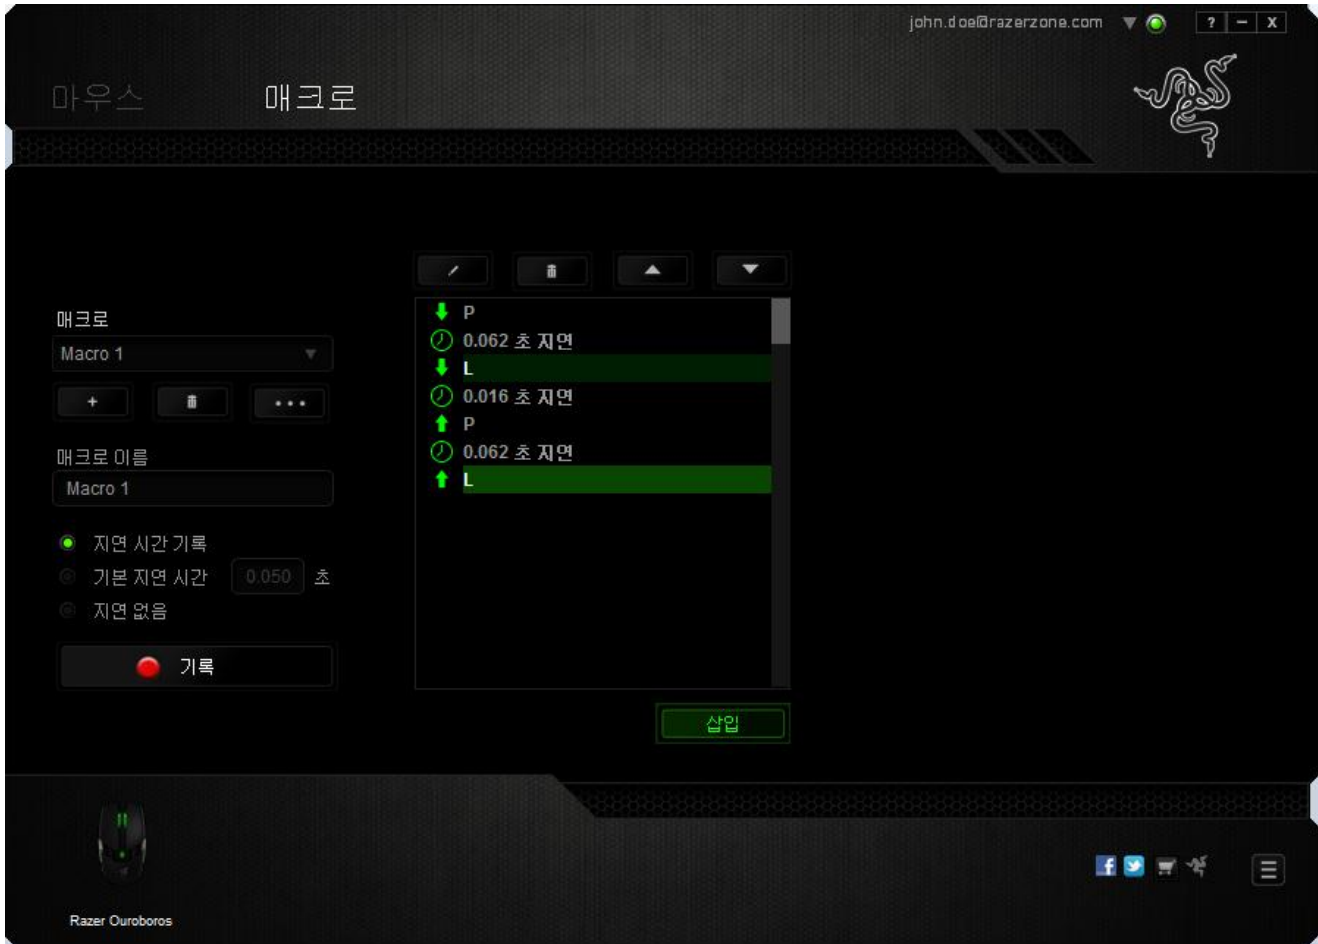 john.doe@razerzone.com
? – X
마우스 매크로
매크로
Macro 1
매크로 이름
Macro 1
지연 시간 기록
기본 지연 시간 0.050 초
지연 없음
기록
P
0.062 초 지연
L
0.016 초 지연
P
0.062 초 지연
L
삽입
Razer Ouroboros